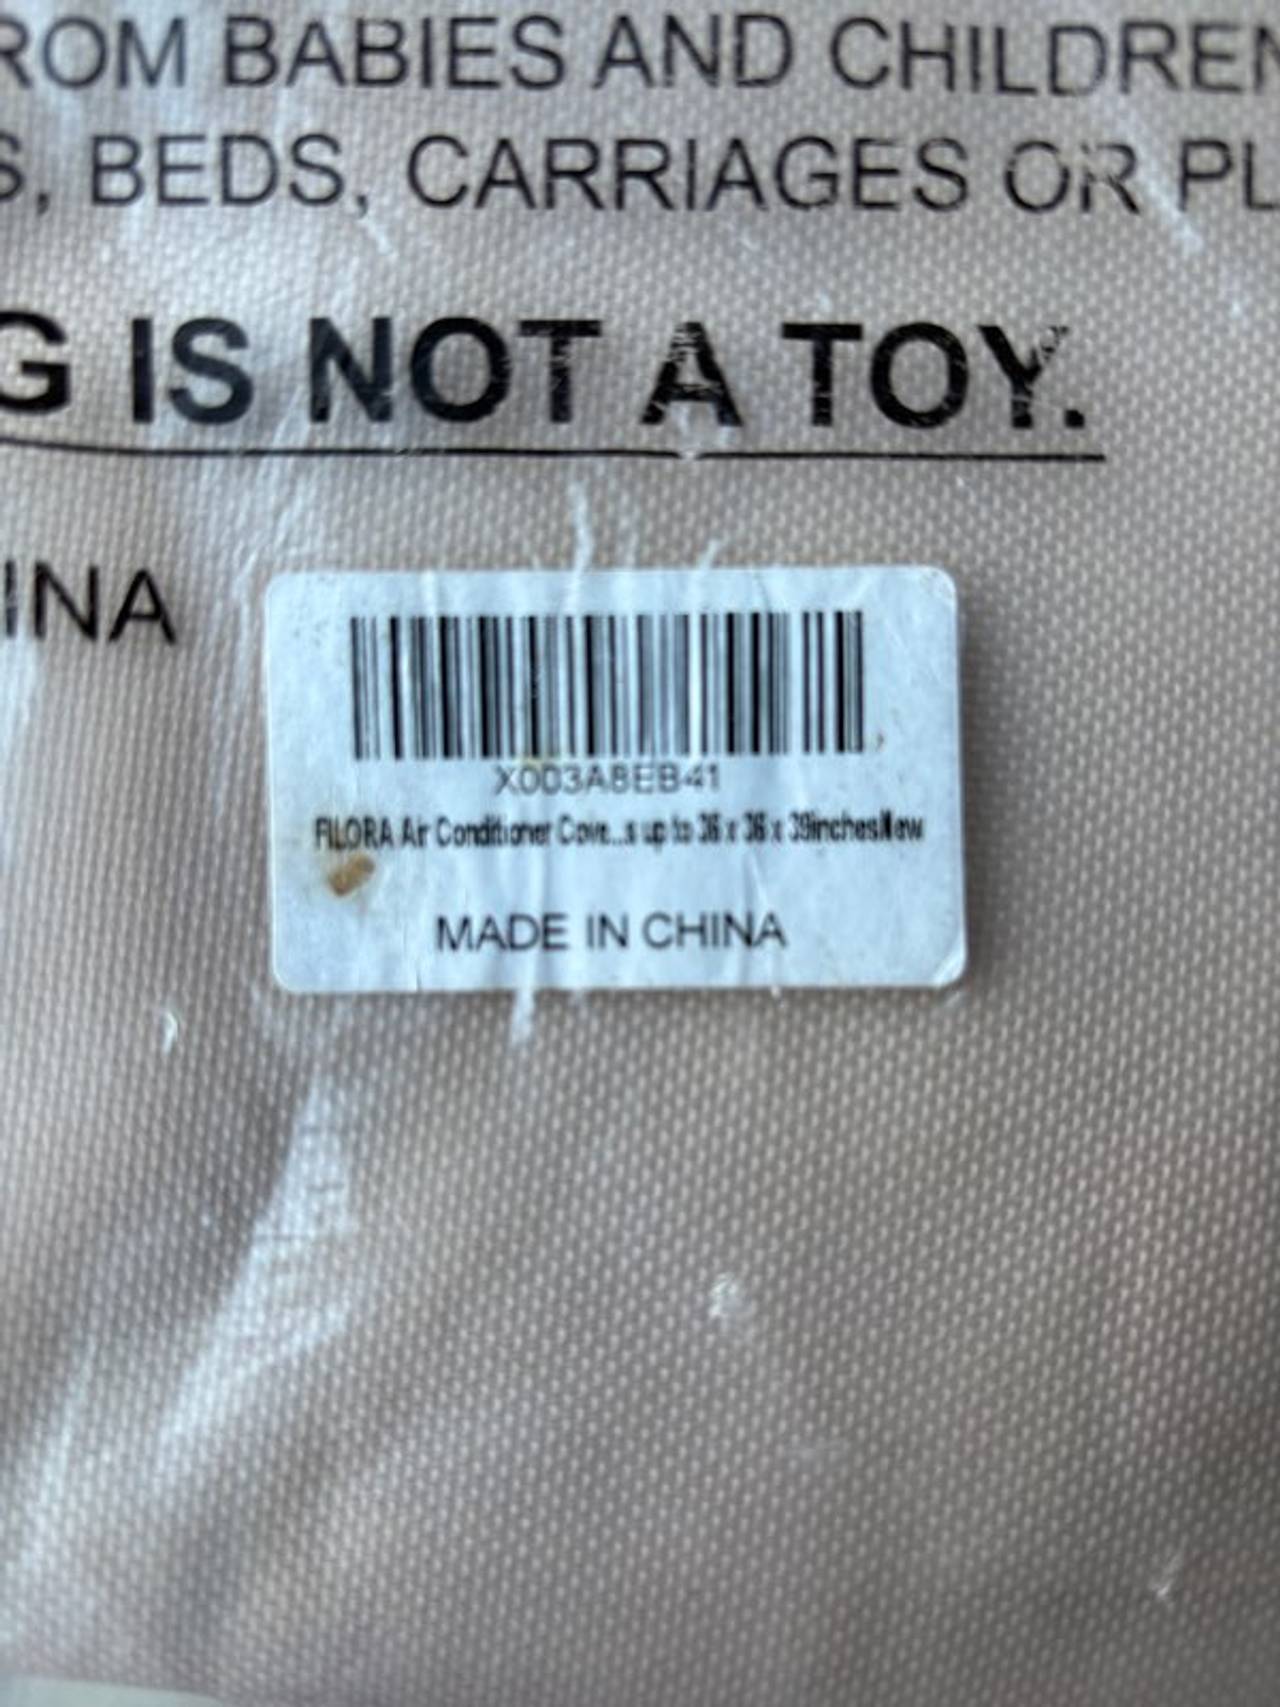 ROM BABIES AND CHILDREN
S, BEDS, CARRIAGES OR PL
G IS NOT A TOY.
INA
X003A8EB41
FILORA Air Conditioner Cove...s up to 36 x 36 x 39inchesNew
MADE IN CHINA